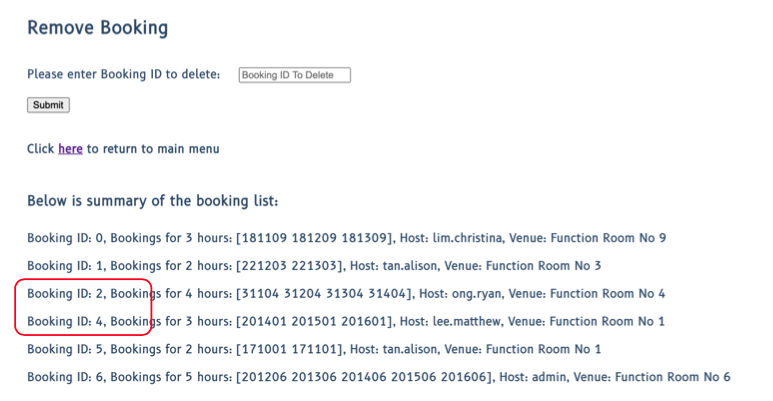 Remove Booking
Please enter Booking ID to delete: Booking ID To Delete
Submit
Click here to return to main menu
Below is summary of the booking list:
Booking ID: 0, Bookings for 3 hours: [181109 181209 181309], Host: lim.christina, Venue: Function Room No 9
Booking ID: 1, Bookings for 2 hours: [221203 221303], Host: tan.alison, Venue: Function Room No 3
Booking ID: 2, Bookings for 4 hours: [31104 31204 31304 31404], Host: ong.ryan, Venue: Function Room No 4
Booking ID: 4, Bookings for 3 hours: [201401 201501 201601], Host: lee.matthew, Venue: Function Room No 1
Booking ID: 5, Bookings for 2 hours: [171001 171101], Host: tan.alison, Venue: Function Room No 1
Booking ID: 6, Bookings for 5 hours: [201206 201306 201406 201506 201606], Host: admin, Venue: Function Room No 6